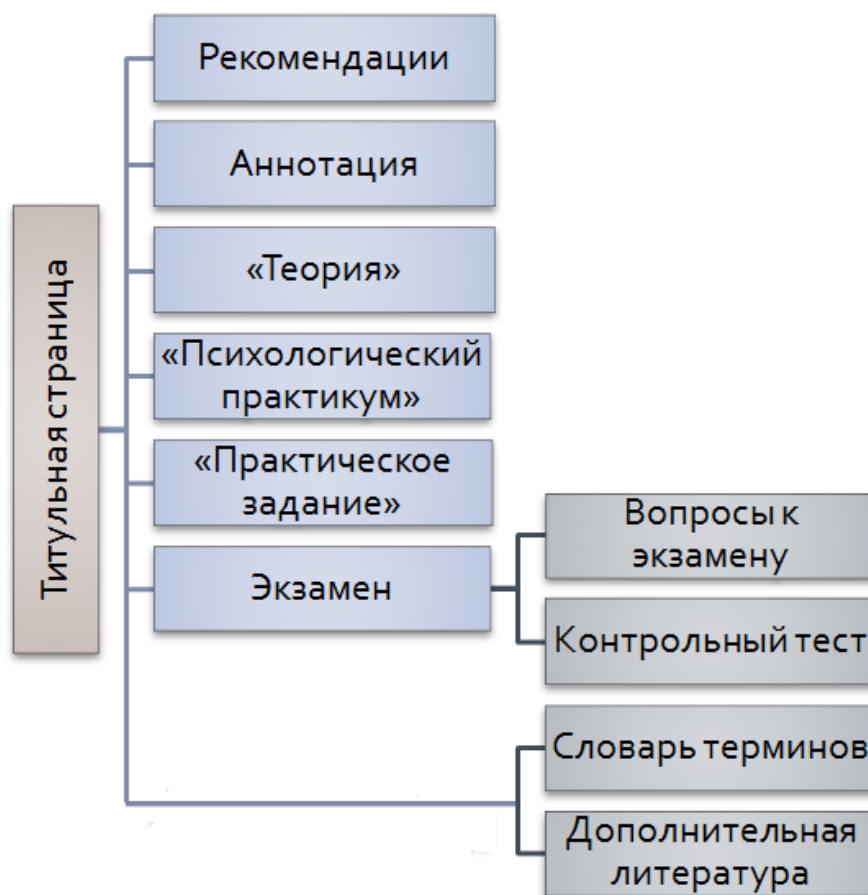 Рекомендации
Аннотация
«Теория»
«Психологический
практикум»
«Практическое
задание»
Экзамен
Титульная страница
Вопросы к
экзамену
Контрольный тест
Словарь терминов
Дополнительная
литература